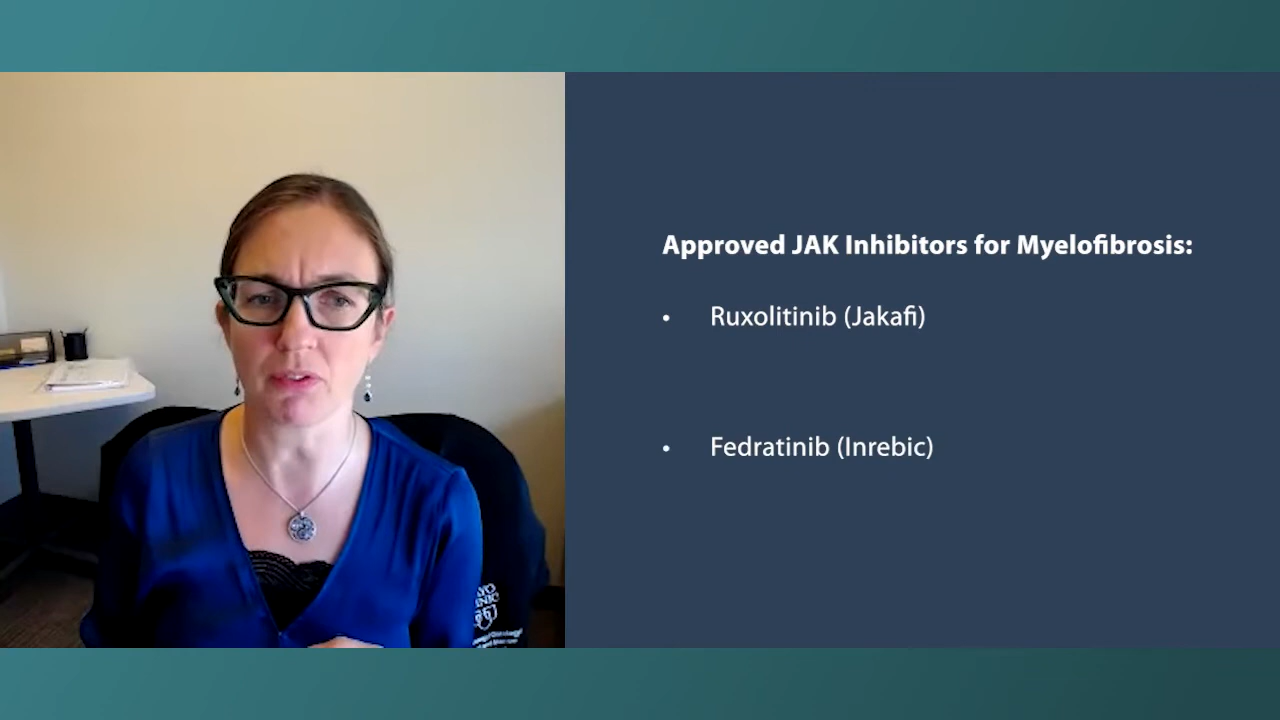 Approved JAK Inhibitors for Myelofibrosis:
• Ruxolitinib (Jakafi)
• Fedratinib (Inrebic)